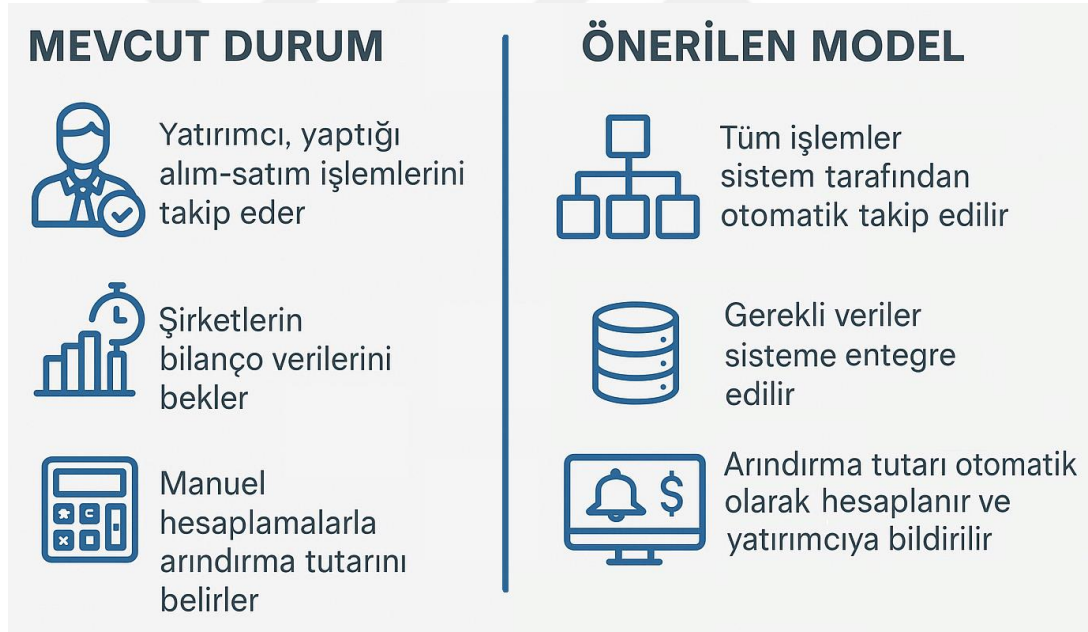 MEVCUT DURUM
Yatırımcı, yaptığı
alım-satım işlemlerini
takip eder
Şirketlerin
bilanço verilerini
bekler
Manuel
hesaplamalarla
arındırma tutarını
belirler
ÖNERİLEN MODEL
Tüm işlemler
sistem tarafından
otomatik takip edilir
Gerekli veriler
sisteme entegre
edilir
Arındırma tutarı otomatik
olarak hesaplanır ve
yatırımcıya bildirilir